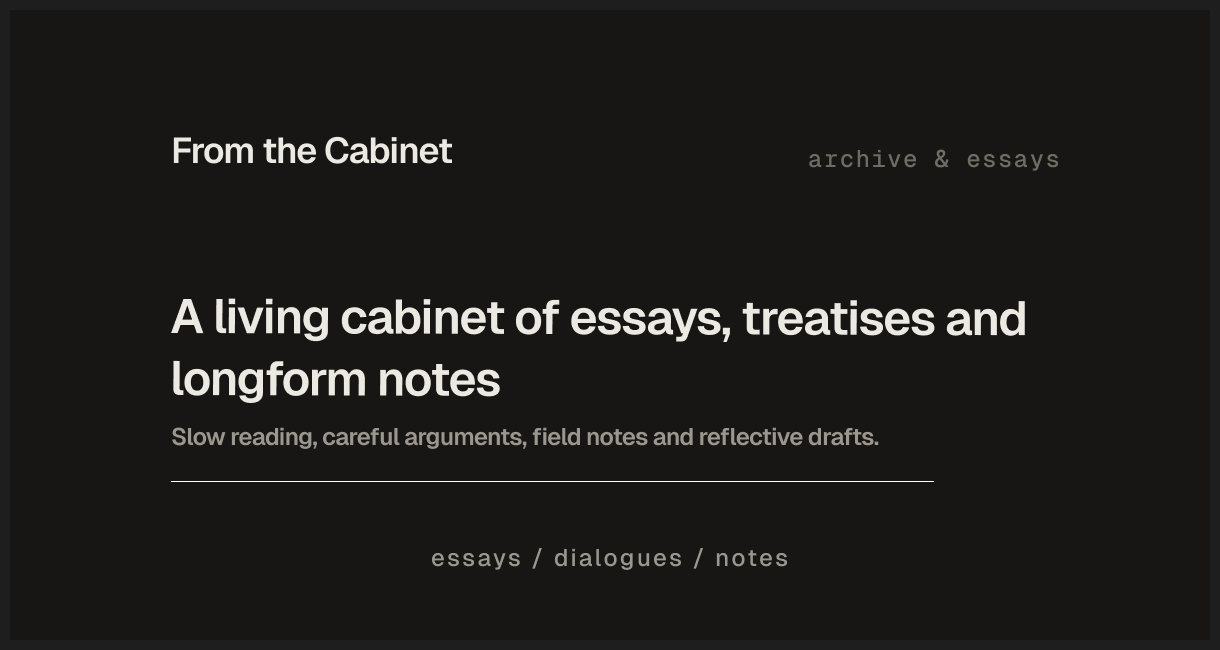 From the Cabinet
archive & essays
A living cabinet of essays, treatises and
longform notes
Slow reading, careful arguments, field notes and reflective drafts.
essays / dialogues / notes